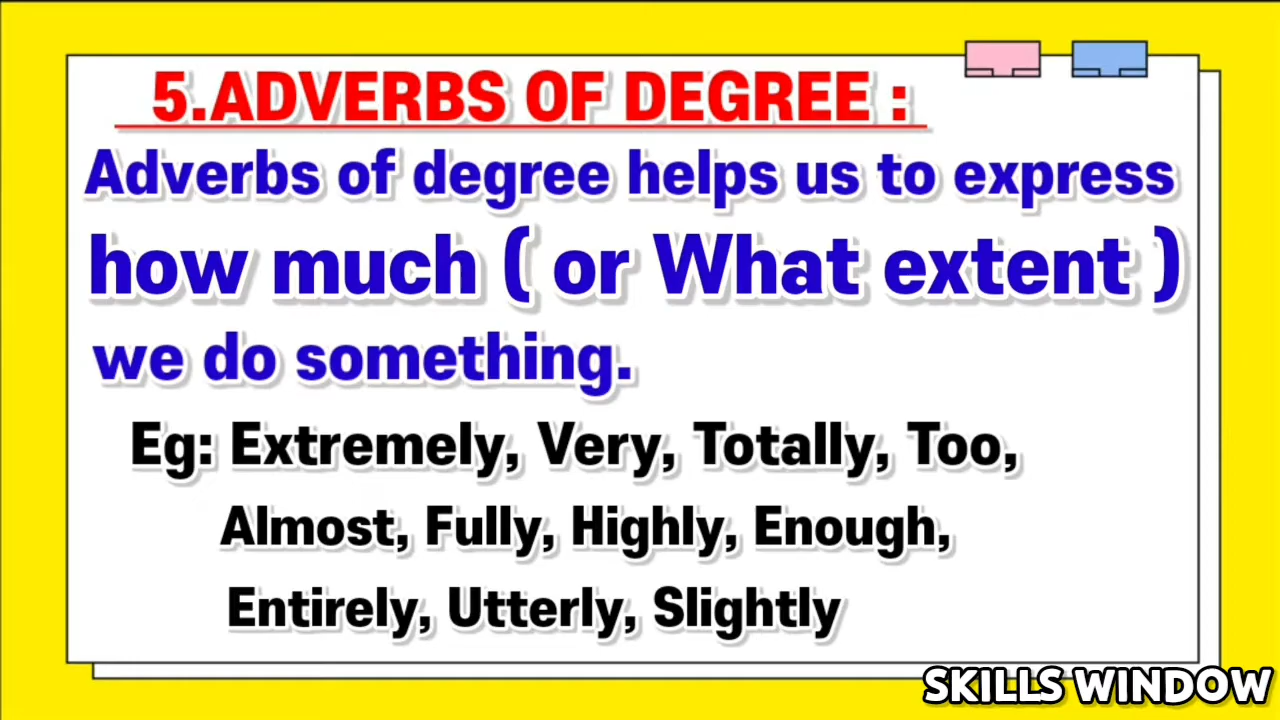 5.ADVERBS OF DEGREE :
Adverbs of degree helps us to express
how much ( or What extent )
we do something.
Eg: Extremely, Very, Totally, Too,
Almost, Fully, Highly, Enough,
Entirely, Utterly, Slightly
SKILLS WINDOW